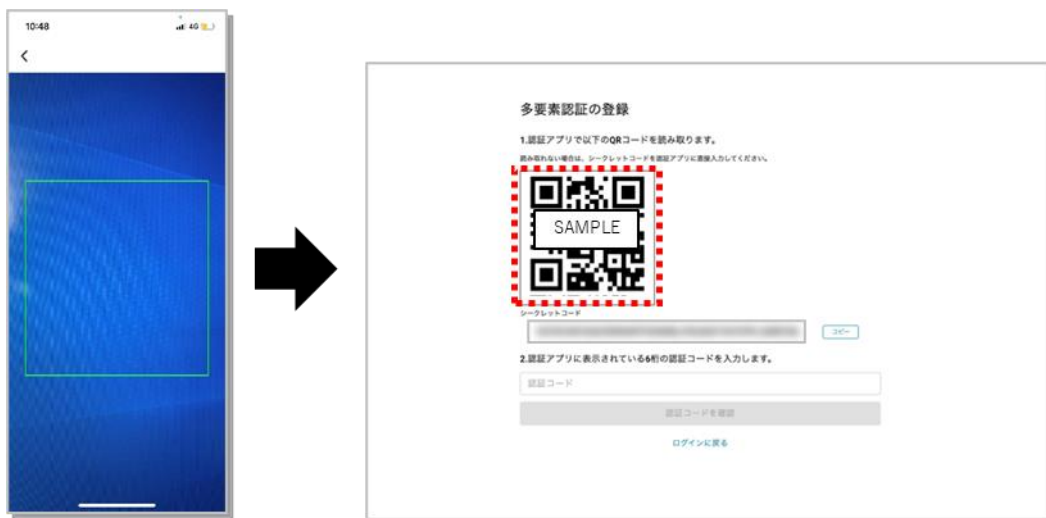 10:48
4G
多要素認証の登録
1.認証アプリで以下のQRコードを読み取ります。
読み取れない場合は、シークレットコードを認証アプリに直接入力してください。
SAMPLE
シークレットコード
コピー
2.認証アプリに表示されている6桁の認証コードを入力します。
認証コード
認証コードを確認
ログインに戻る